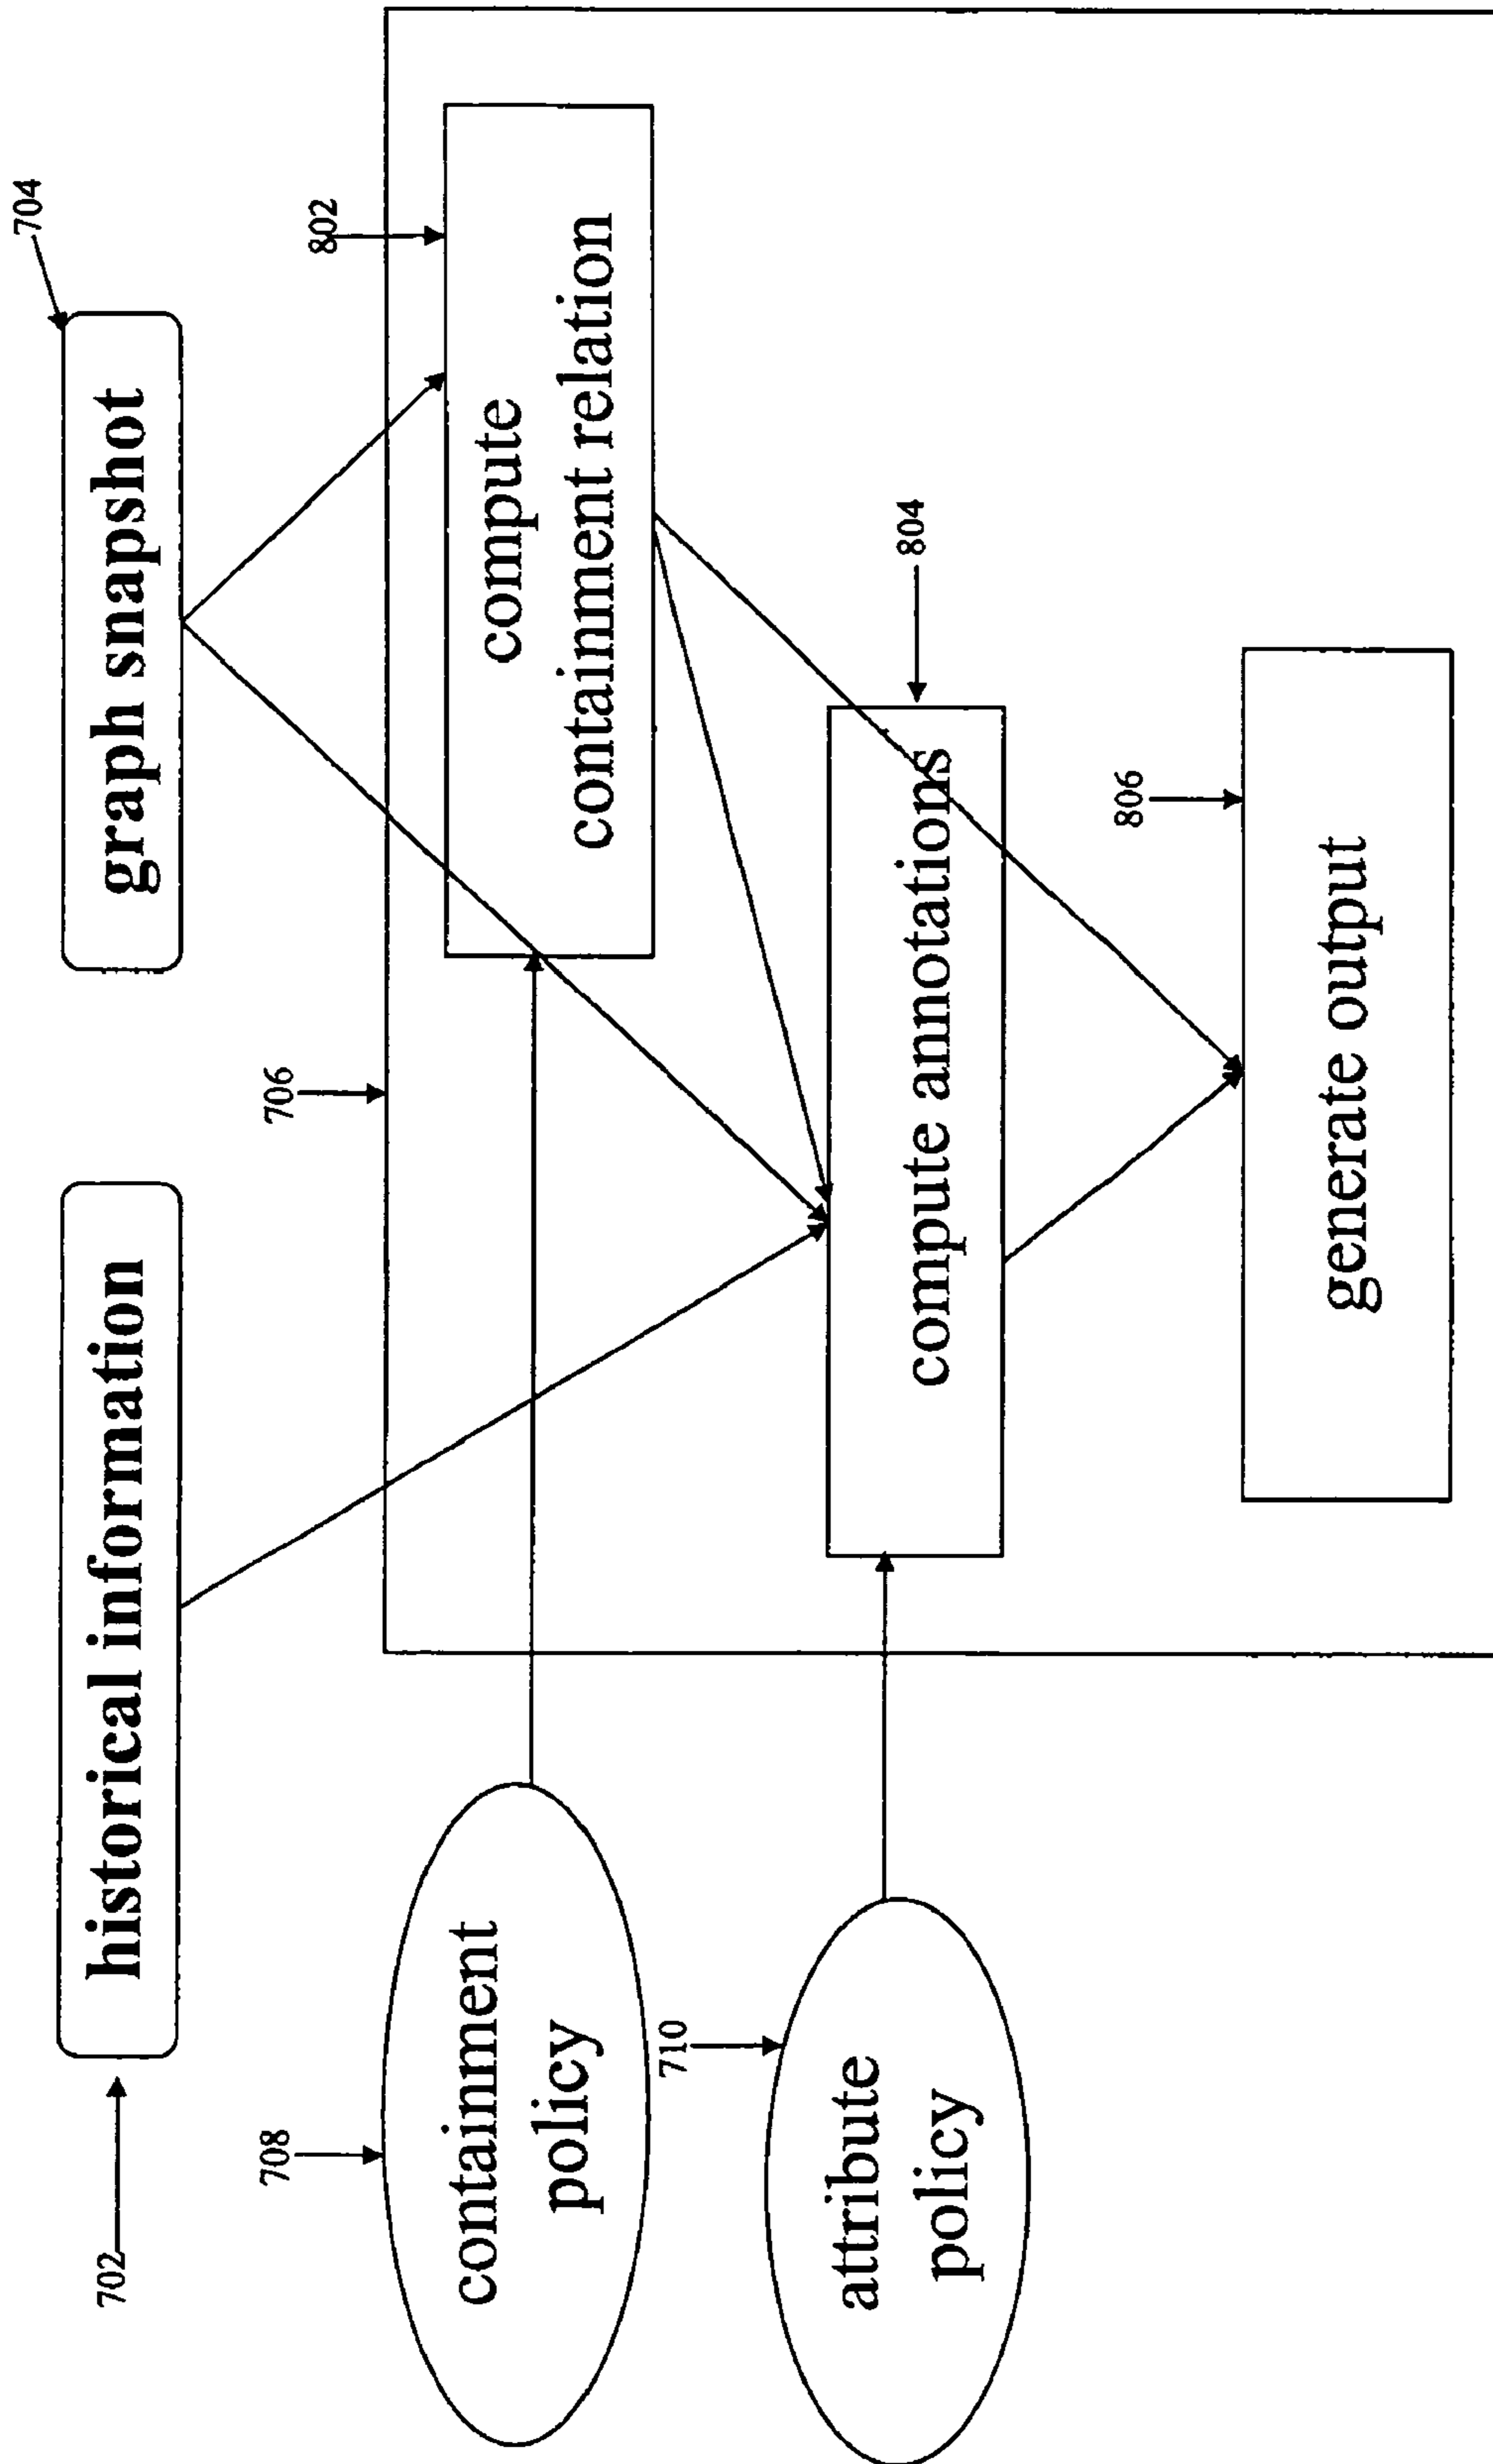 704
graph snapshot
702
historical information
802
706
compute
containment relation
708
containment
policy
804
compute annotations
710
attribute
policy
806
generate output